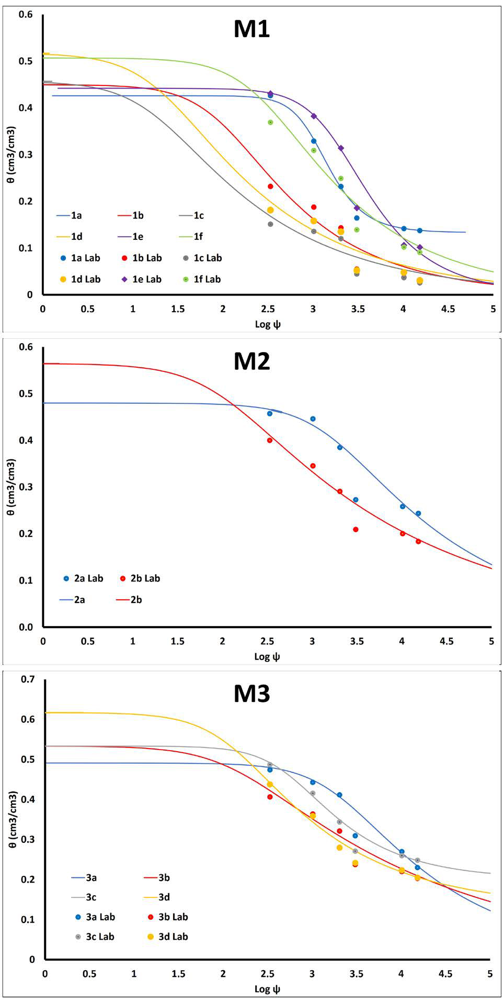 M1
0.6
0.5
0.4
0.3
0.2
0.1
0
θ (cm3/cm3)
1a 1b 1c
1d 1e 1f
1a Lab 1b Lab 1c Lab
1d Lab 1e Lab 1f Lab
0 0.5 1 1.5 2 2.5 3 3.5 4 4.5 5
Log ψ
M2
0.6
0.5
0.4
0.3
0.2
0.1
0.0
θ (cm3/cm3)
2a Lab 2b Lab
2a 2b
0 0.5 1 1.5 2 2.5 3 3.5 4 4.5 5
Log ψ
M3
0.7
0.6
0.5
0.4
0.3
0.2
0.1
0
θ (cm3/cm3)
3a 3b
3c 3d
3a Lab 3b Lab
3c Lab 3d Lab
0 0.5 1 1.5 2 2.5 3 3.5 4 4.5 5
Log ψ